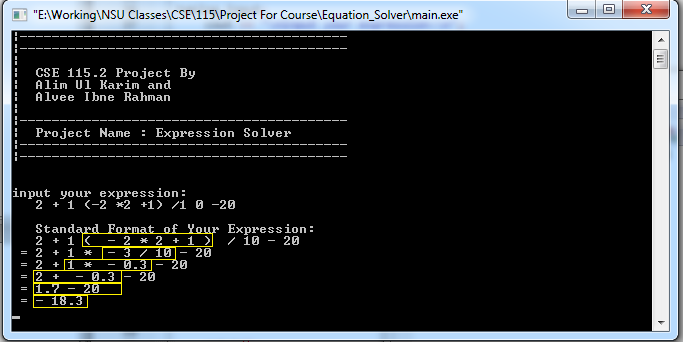 "E:\Working\NSU Classes\CSE\115\Project For Course\Equation_Solver\main.exe"
CSE 115.2 Project By
Alim Ul Karim and
Alvee Ibne Rahman
Project Name : Expression Solver
input your expression:
2 + 1 (-2 *2 +1) /1 0 -20
Standard Format of Your Expression:
2 + 1 (  - 2 * 2 + 1 )  / 10 - 20
= 2 + 1 *  - 3 / 10 - 20
= 2 + 1 *  - 0.3 - 20
= 2 +  - 0.3 - 20
= 1.7 - 20
= - 18.3